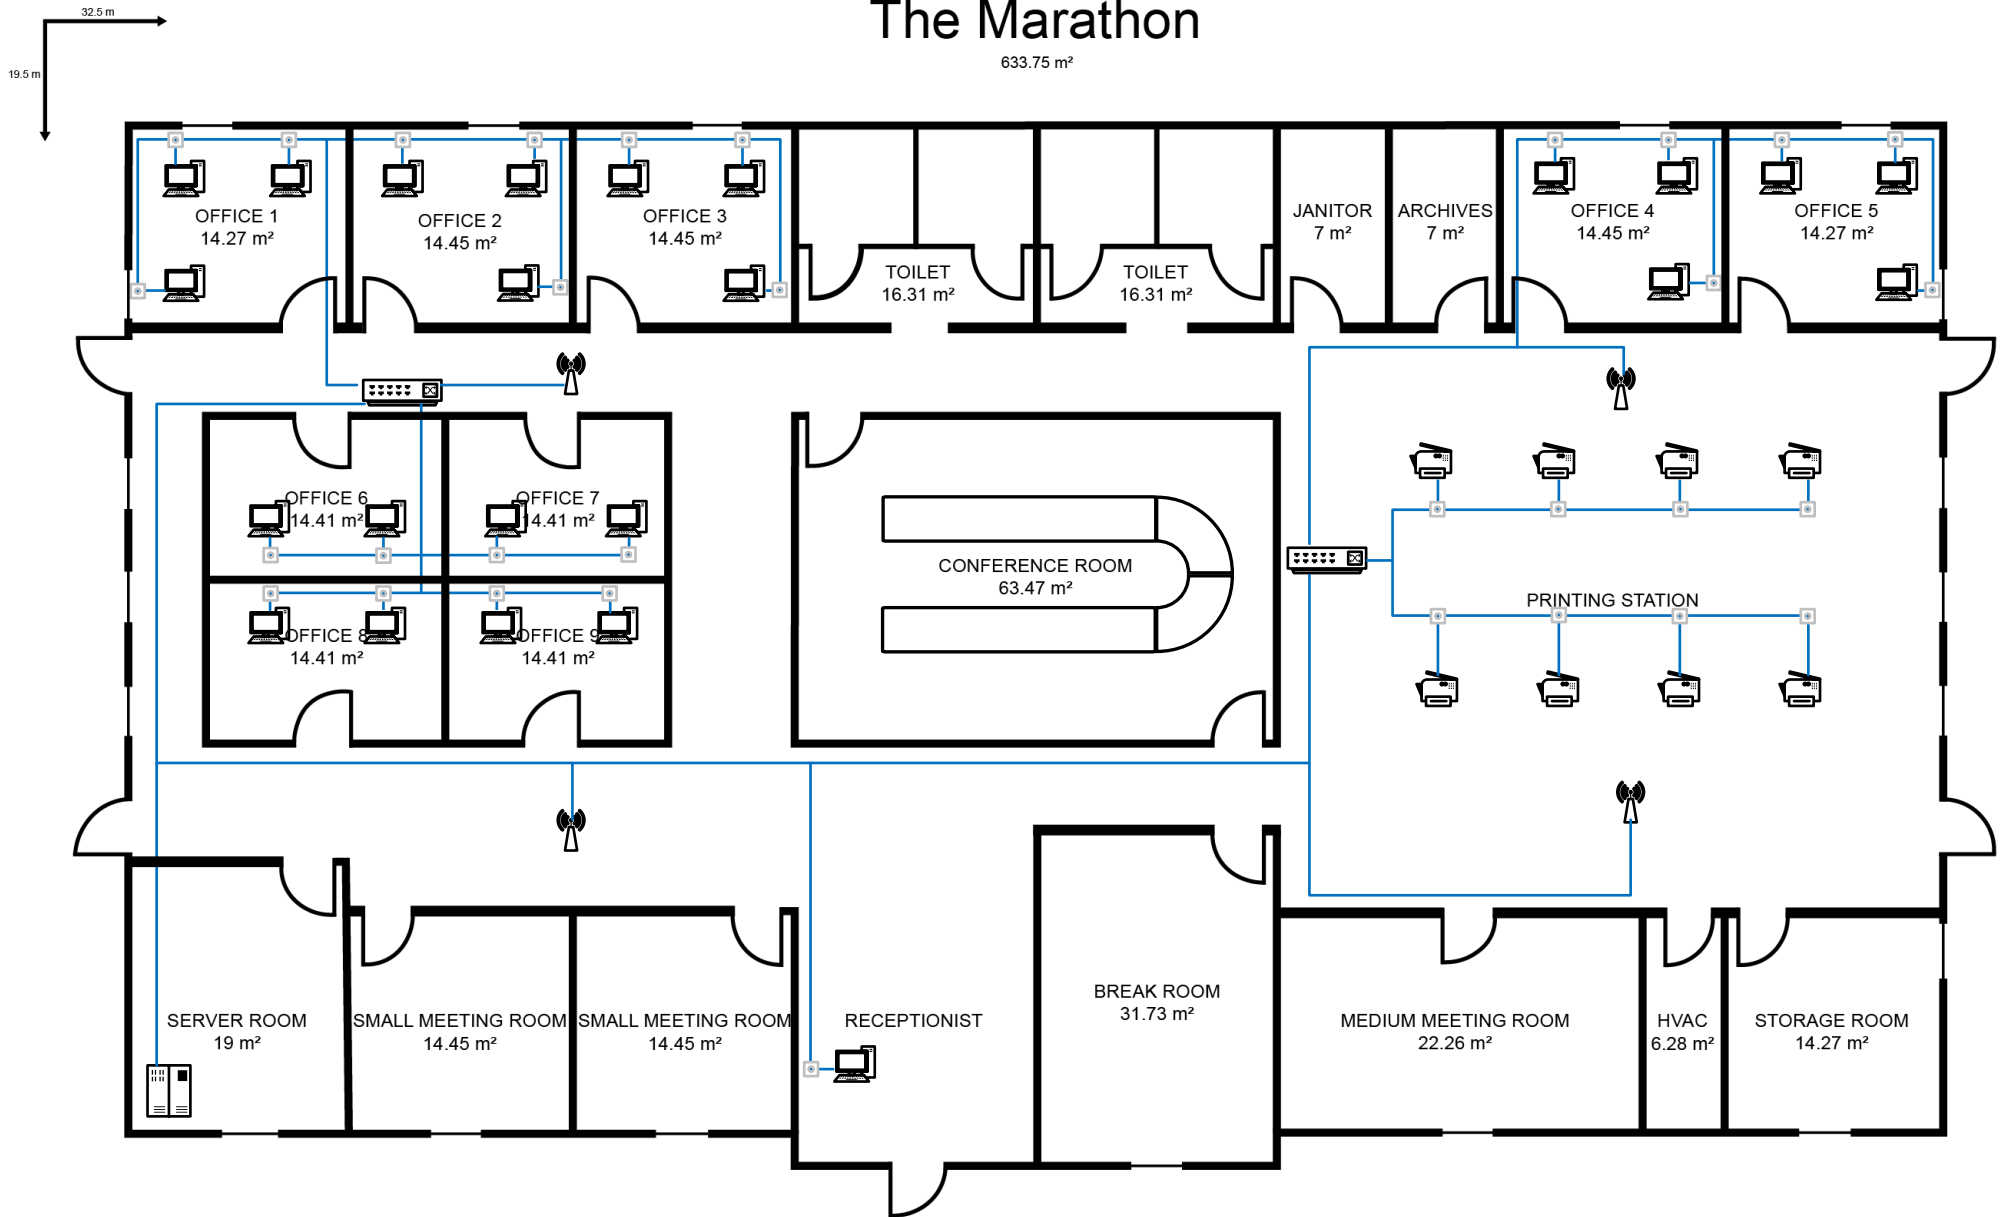 The Marathon
633.75 m²
32.5 m
19.5 m
OFFICE 1
14.27 m²
OFFICE 2
14.45 m²
OFFICE 3
14.45 m²
TOILET
16.31 m²
TOILET
16.31 m²
JANITOR
7 m²
ARCHIVES
7 m²
OFFICE 4
14.45 m²
OFFICE 5
14.27 m²
OFFICE 6
14.41 m²
OFFICE 7
14.41 m²
CONFERENCE ROOM
63.47 m²
PRINTING STATION
OFFICE 8
14.41 m²
OFFICE 9
14.41 m²
SERVER ROOM
19 m²
SMALL MEETING ROOM
14.45 m²
SMALL MEETING ROOM
14.45 m²
RECEPTIONIST
BREAK ROOM
31.73 m²
MEDIUM MEETING ROOM
22.26 m²
HVAC
6.28 m²
STORAGE ROOM
14.27 m²